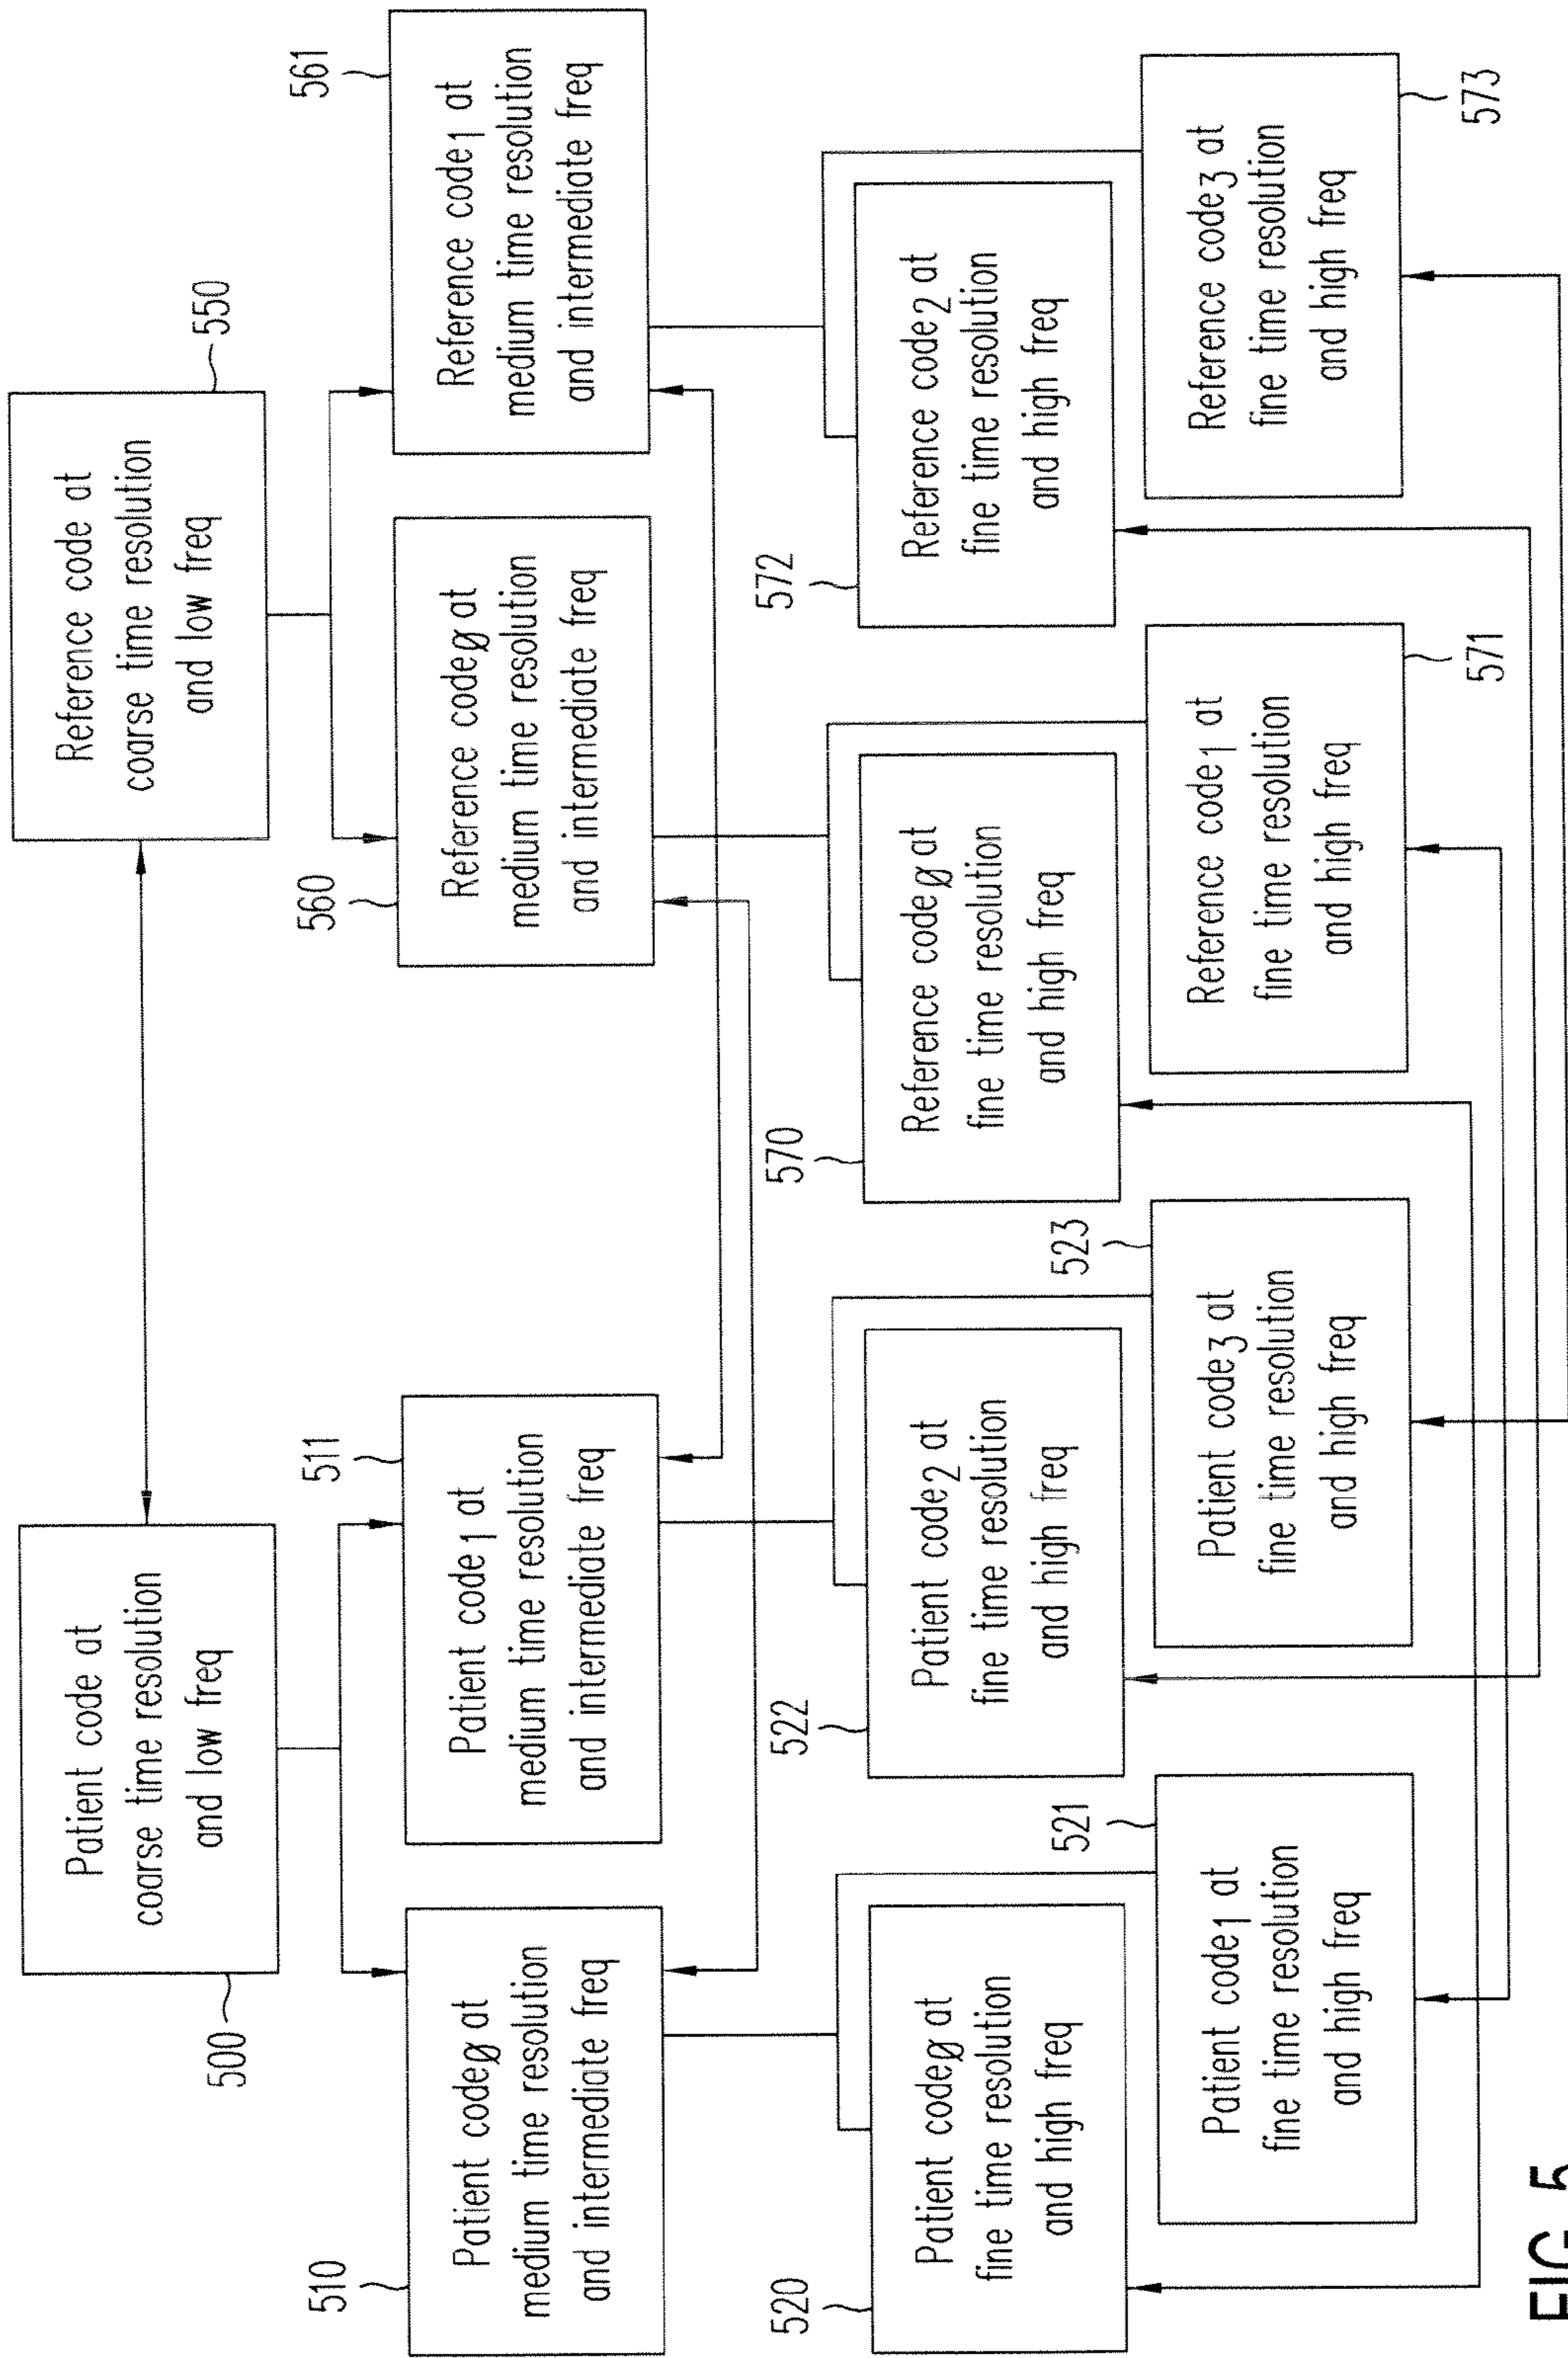 Patient code at
coarse time resolution
and low freq
500
Reference code at
coarse time resolution
and low freq
550
510
Patient codeø at
medium time resolution
and intermediate freq
Patient code1 at
medium time resolution
and intermediate freq
511
560
Reference codeø at
medium time resolution
and intermediate freq
Reference code1 at
medium time resolution
and intermediate freq
561
520
Patient codeø at
fine time resolution
and high freq
522
Patient code2 at
fine time resolution
and high freq
570
Reference codeø at
fine time resolution
and high freq
572
Reference code2 at
fine time resolution
and high freq
521
Patient code1 at
fine time resolution
and high freq
523
Patient code3 at
fine time resolution
and high freq
Reference code1 at
fine time resolution
and high freq
571
Reference code3 at
fine time resolution
and high freq
573
FIG. 5